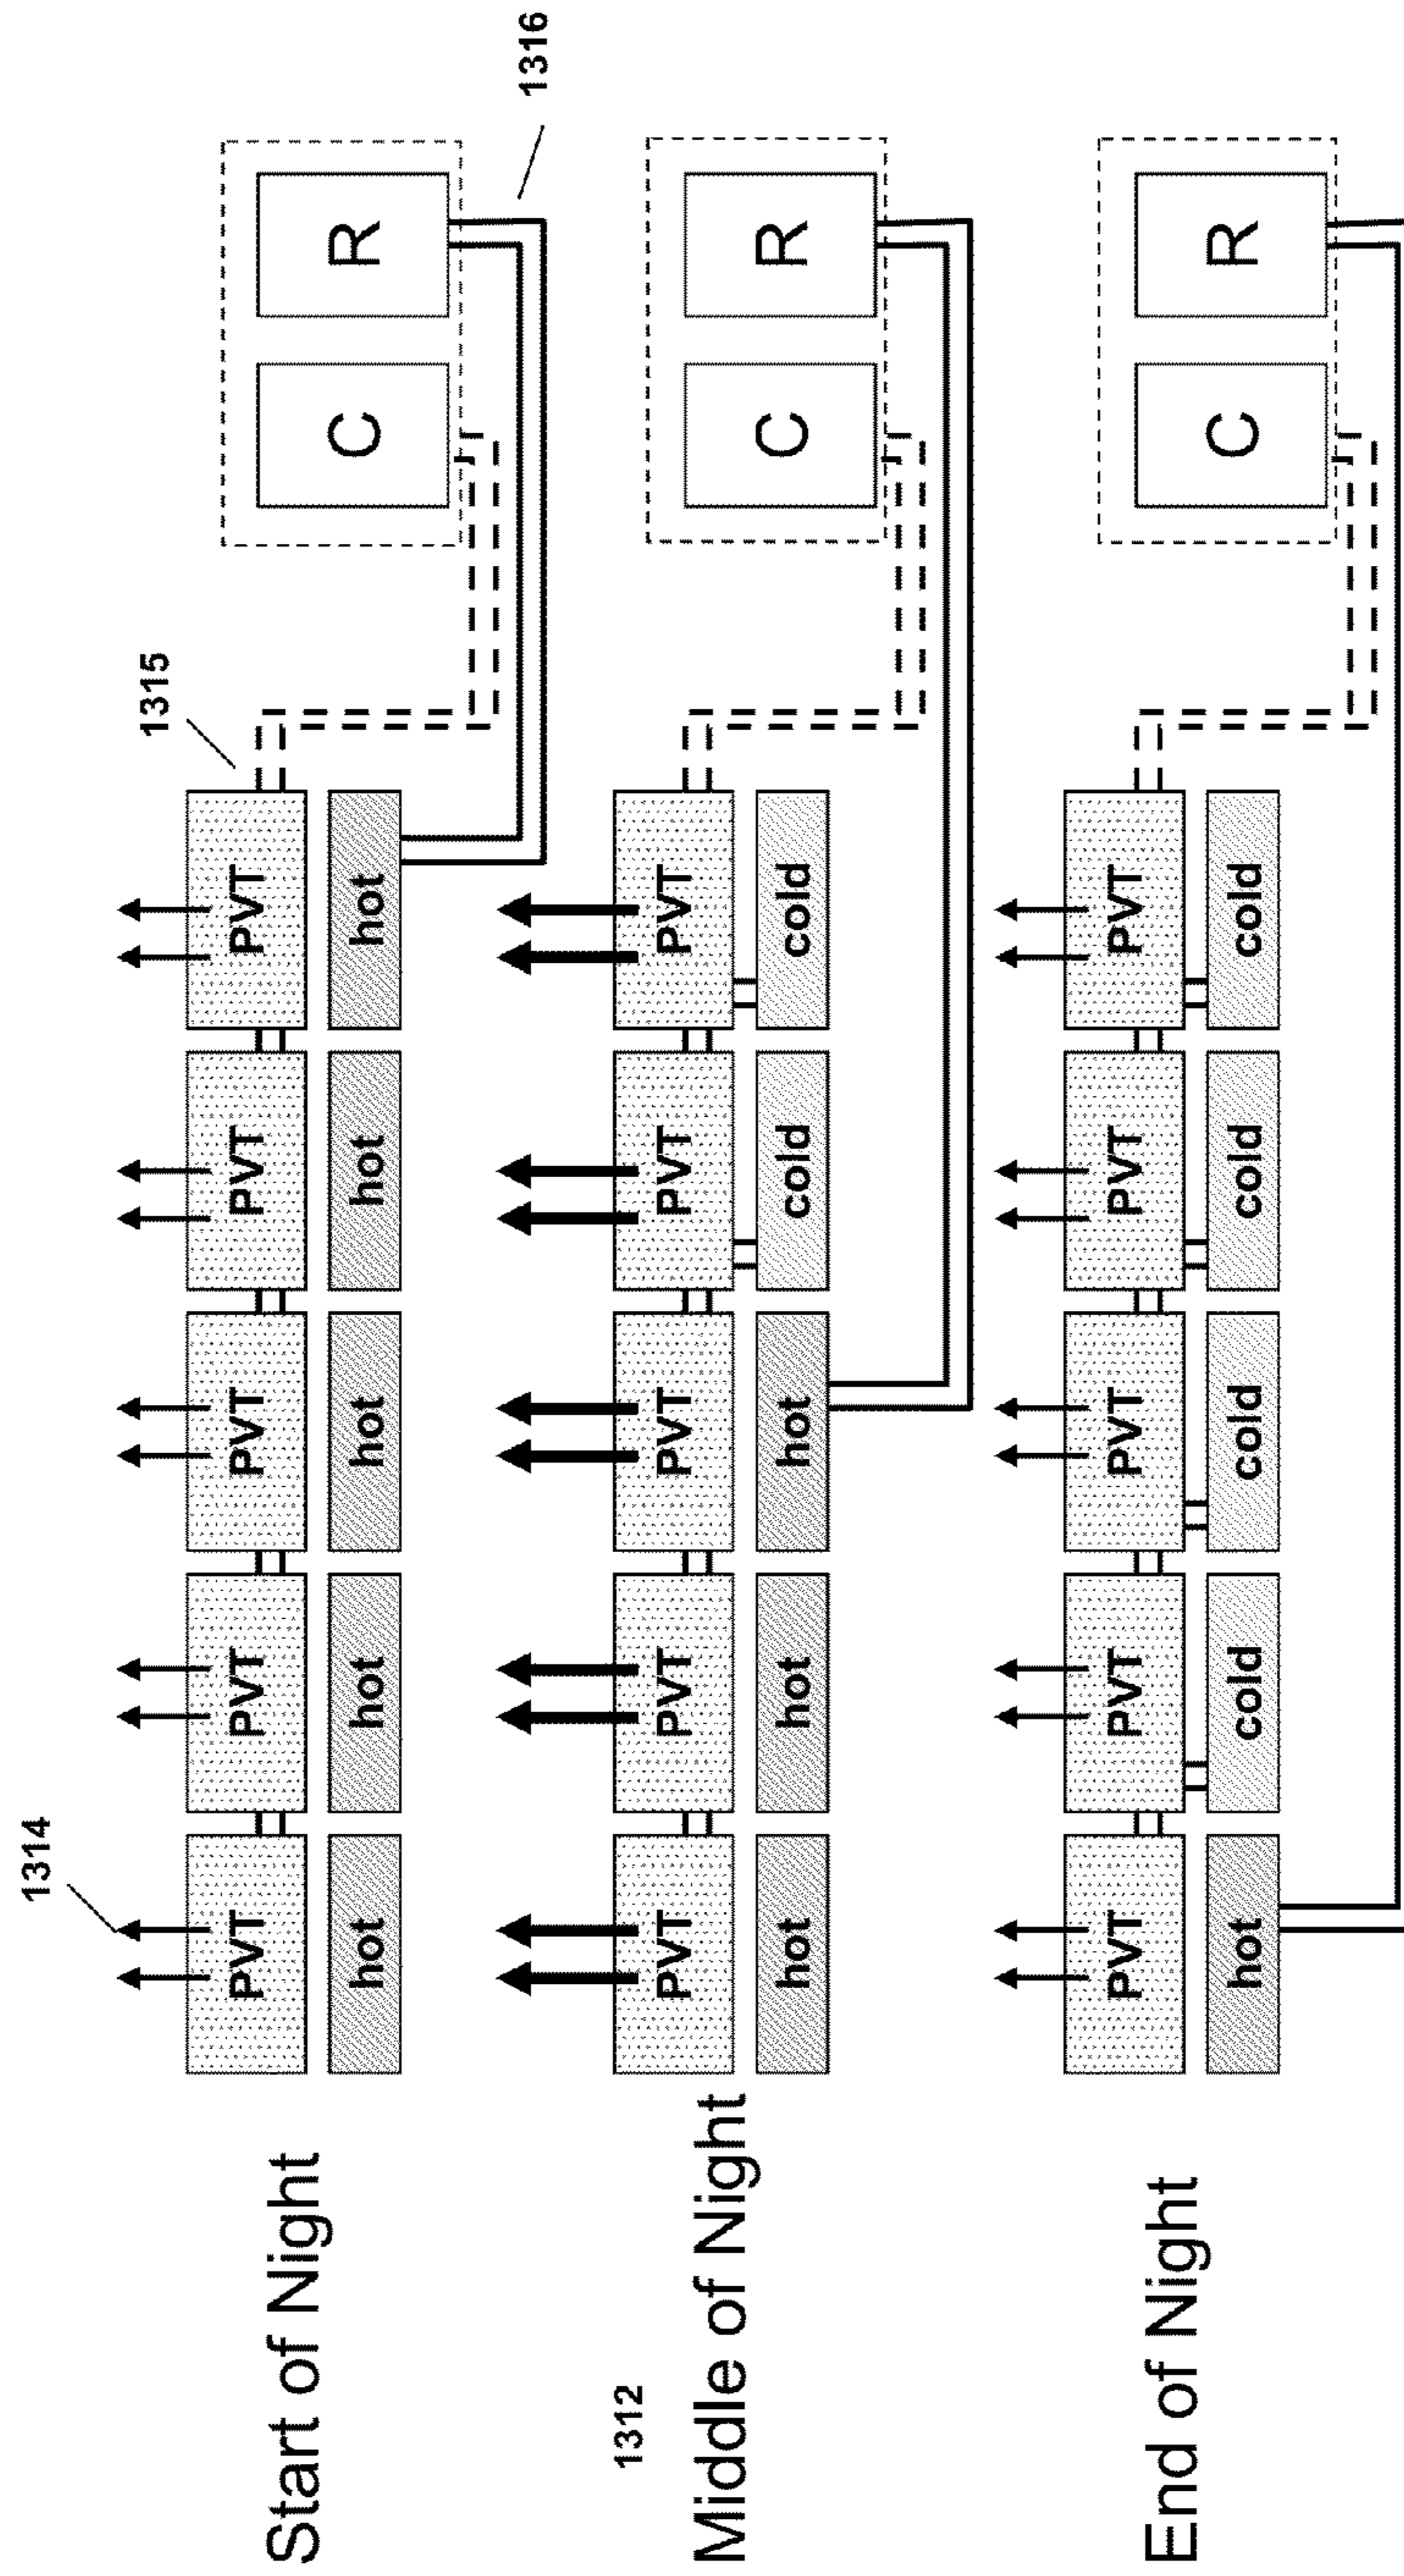 1314
1315
1316
Start of Night
PVT PVT PVT PVT PVT
hot hot hot hot hot
C R
1312
Middle of Night
PVT PVT PVT PVT PVT
hot hot hot cold cold
C R
End of Night
PVT PVT PVT PVT PVT
hot cold cold cold cold
C R